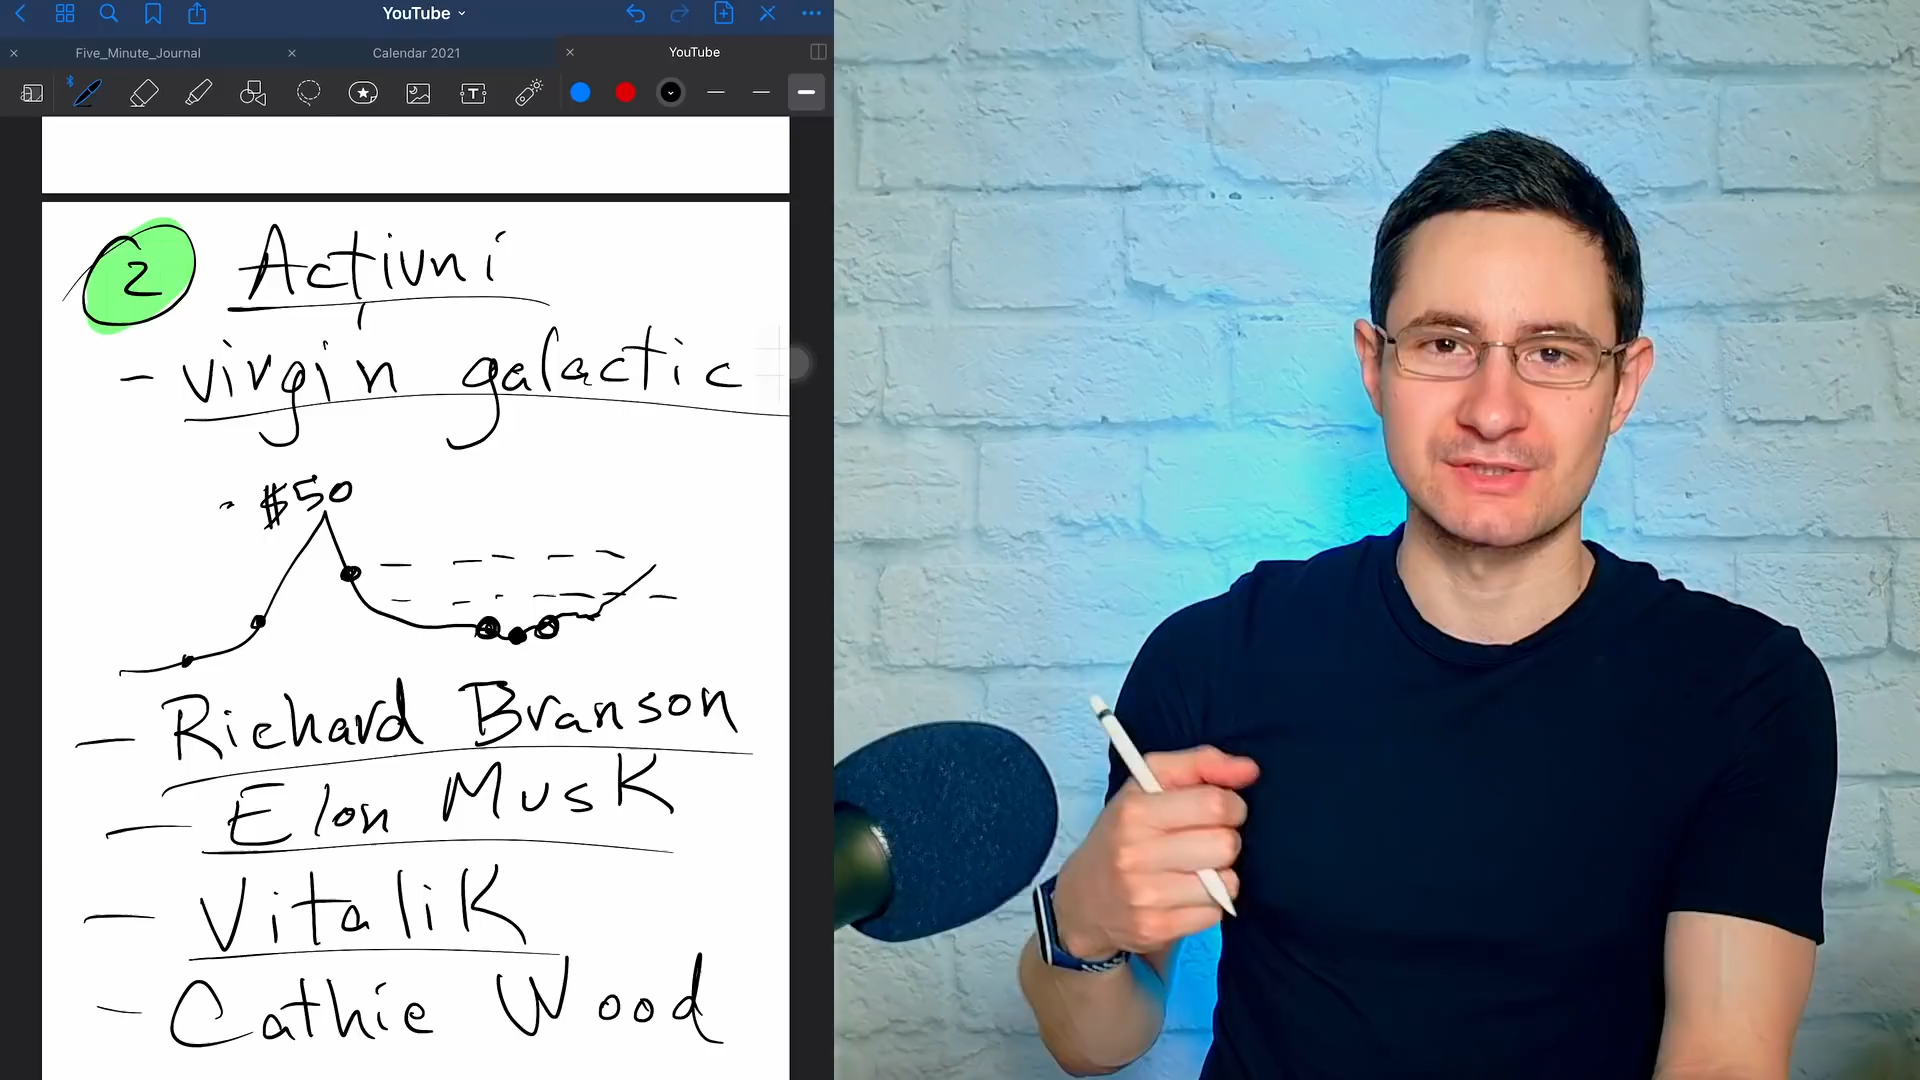 YouTube
Five_Minute_Journal
Calendar 2021
YouTube
2 Activni
- virgin galactic
- $50
- Richard Branson
- Elon Musk
- Vitalik
- Cathie Wood